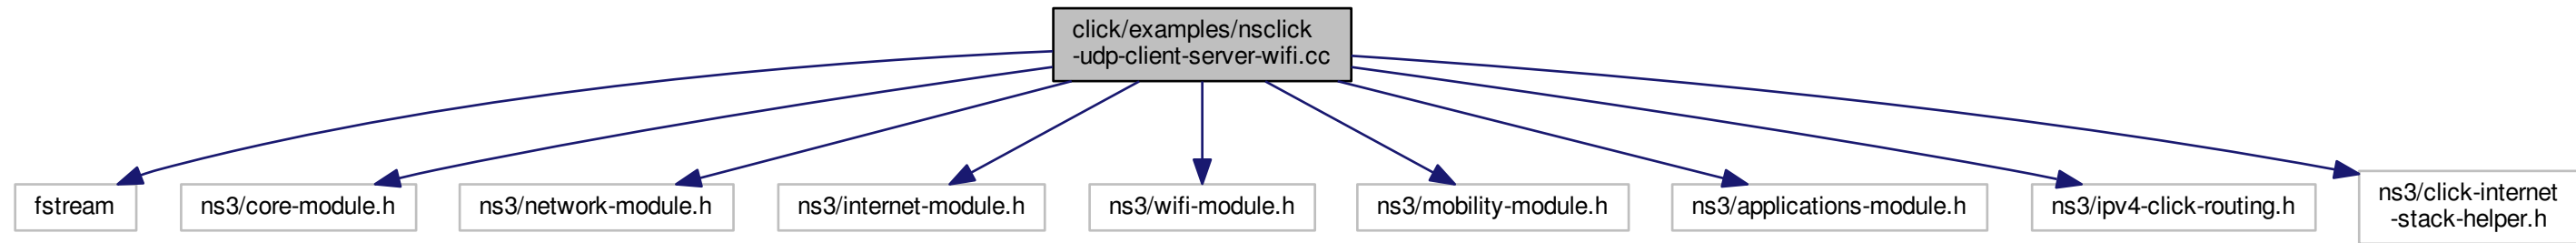 click/examples/nsclick
-udp-client-server-wifi.cc
fstream
ns3/core-module.h
ns3/network-module.h
ns3/internet-module.h
ns3/wifi-module.h
ns3/mobility-module.h
ns3/applications-module.h
ns3/ipv4-click-routing.h
ns3/click-internet
-stack-helper.h